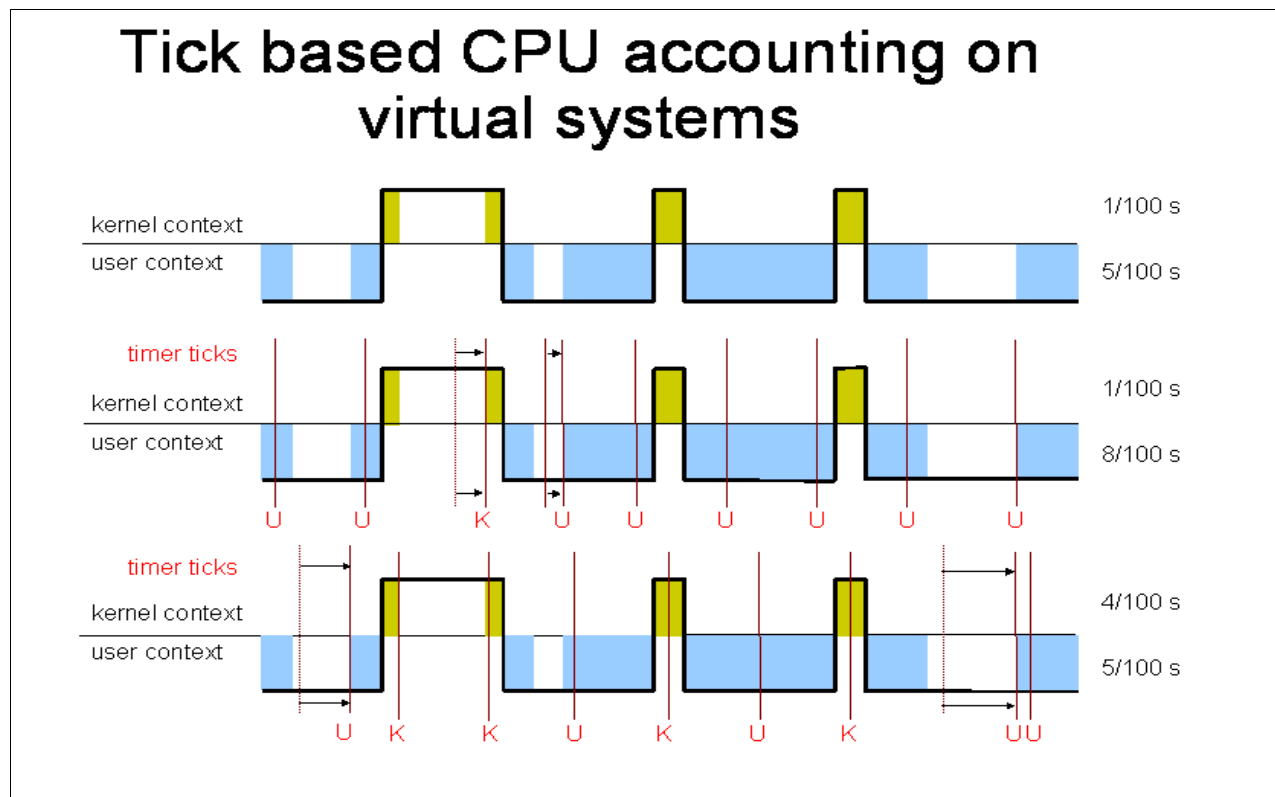 Tick based CPU accounting on
virtual systems
kernel context
1/100 s
user context
5/100 s
timer ticks
kernel context
1/100 s
user context
8/100 s
U U K U U U U U U
timer ticks
kernel context
4/100 s
user context
5/100 s
U K K U K U K U U